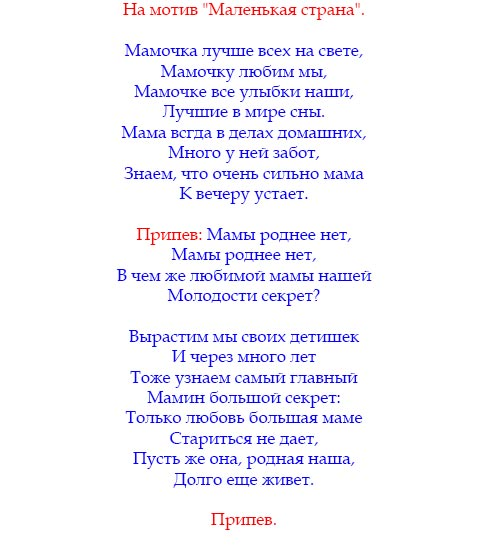 На мотив "Маленькая страна".
Мамочка лучше всех на свете,
Мамочку любим мы,
Мамочке все улыбки наши,
Лучшие в мире сны.
Мама всгда в делах домашних,
Много у ней забот,
Знаем, что очень сильно мама
К вечеру устает.
Припев: Мамы роднее нет,
Мамы роднее нет,
В чем же любимой мамы нашей
Молодости секрет?
Вырастим мы своих детишек
И через много лет
Тоже узнаем самый главный
Мамин большой секрет:
Только любовь большая маме
Стариться не дает,
Пусть же она, родная наша,
Долго еще живет.
Припев.